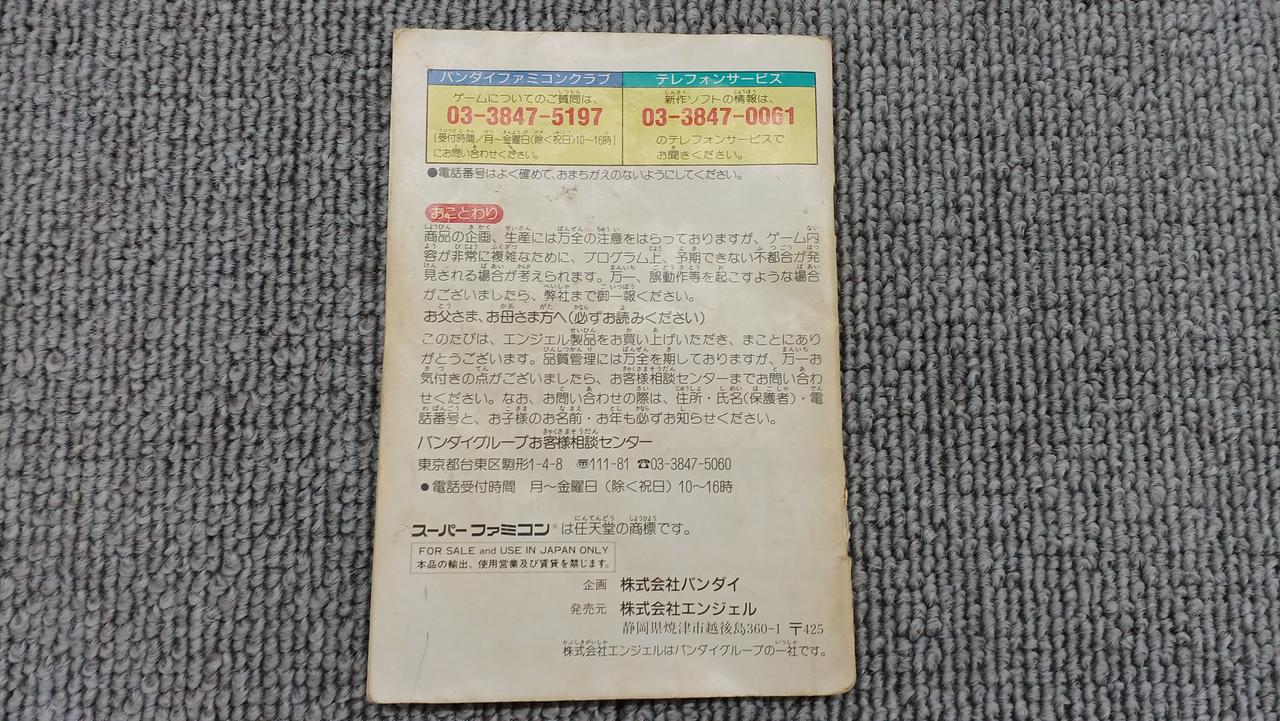 バンダイファミコンクラブ
ゲームについてのご質問は、
03-3847-5197
[受付時間/月〜金曜日(除く祝日)10〜16時]
にお問い合わせください。
テレフォンサービス
新作ソフトの情報は、
03-3847-0061
のテレフォンサービスで
お聞きください。
●電話番号はよく確めて、おまちがえのないようにしてください。
おことわり
商品の企画、生産には万全の注意をはらっておりますが、ゲーム内
容が非常に複雑なために、プログラム上、予期できない不都合が発
見される場合が考えられます。万一、誤動作等を起こすような場合
がございましたら、弊社まで御一報ください。
お父さま、お母さま方へ(必ずお読みください)
このたびは、エンジェル製品をお買い上げいただき、まことにあり
がとうございます。品質管理には万全を期しておりますが、万一お
気付きの点がございましたら、お客様相談センターまでお問い合わ
せください。なお、お問い合わせの際は、住所・氏名(保護者)・電
話番号と、お子様のお名前・お年も必ずお知らせください。
バンダイグループお客様相談センター
東京都台東区駒形1-4-8 〠111-81 ☎03-3847-5060
●電話受付時間 月〜金曜日(除く祝日)10〜16時
スーパーファミコン®は任天堂の商標です。
FOR SALE and USE IN JAPAN ONLY
本品の輸出、使用営業及び賃貸を禁じます。
企画 株式会社バンダイ
発売元 株式会社エンジェル
静岡県焼津市越後島360-1 〒425
株式会社エンジェルはバンダイグループの一社です。